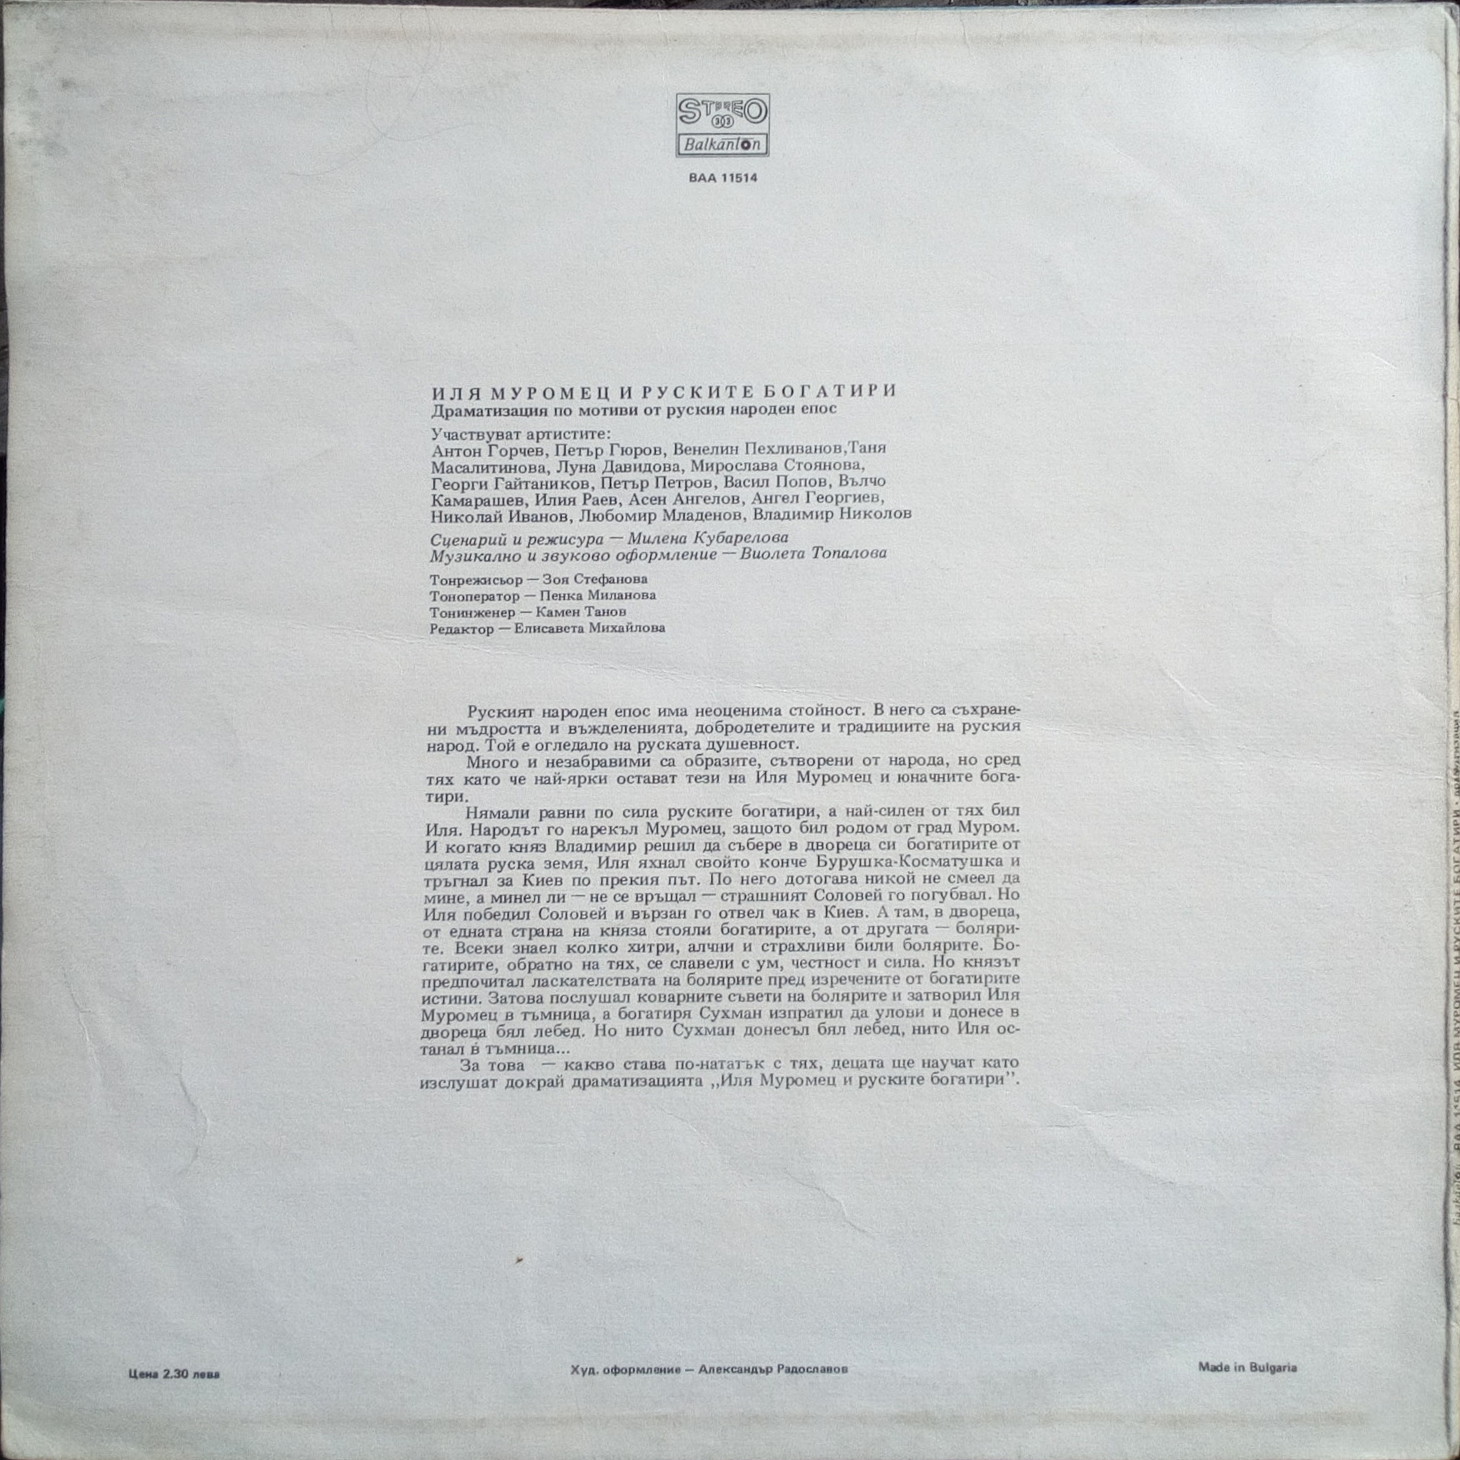 STEREO
33
Balkanton
ВАА 11514
ИЛЯ МУРОМЕЦ И РУСКИТЕ БОГАТИРИ
Драматизация по мотиви от руския народен епос
Участвуват артистите:
Антон Горчев, Петър Гюров, Венелин Пехливанов,Таня
Масалитинова, Луна Давидова, Мирослава Стоянова,
Георги Гайтаников, Петър Петров, Васил Попов, Вълчо
Камарашев, Илия Раев, Асен Ангелов, Ангел Георгиев,
Николай Иванов, Любомир Младенов, Владимир Николов
Сценарий и режисура — Милена Кубарелова
Музикално и звуково оформление — Виолета Топалова
Тонрежисьор — Зоя Стефанова
Тоноператор — Пенка Миланова
Тонинженер — Камен Танов
Редактор — Елисавета Михайлова
Руският народен епос има неоценима стойност. В него са съхране-
ни мъдростта и въжделенията, добродетелите и традициите на руския
народ. Той е огледало на руската душевност.
Много и незабравими са образите, сътворени от народа, но сред
тях като че най-ярки остават тези на Иля Муромец и юначните бога-
тири.
Нямали равни по сила руските богатири, а най-силен от тях бил
Иля. Народът го нарекъл Муромец, защото бил родом от град Муром.
И когато княз Владимир решил да събере в двореца си богатирите от
цялата руска земя, Иля яхнал свойто конче Бурушка-Косматушка и
тръгнал за Киев по прекия път. По него дотогава никой не смеел да
мине, а минел ли — не се връщал — страшният Соловей го погубвал. Но
Иля победил Соловей и вързан го отвел чак в Киев. А там, в двореца,
от едната страна на княза стояли богатирите, а от другата — боляри-
те. Всеки знаел колко хитри, алчни и страхливи били болярите. Бо-
гатирите, обратно на тях, се славели с ум, честност и сила. Но князът
предпочитал ласкателствата на болярите пред изречените от богатирите
истини. Затова послушал коварните съвети на болярите и затворил Иля
Муромец в тъмница, а богатиря Сухман изпратил да улови и донесе в
двореца бял лебед. Но нито Сухман донесъл бял лебед, нито Иля ос-
танал в тъмница...
За това — какво става по-нататък с тях, децата ще научат като
изслушат докрай драматизацията „Иля Муромец и руските богатири”.
Цена 2.30 лева
Худ. оформление — Александър Радославов
Made in Bulgaria
Balkanton ВАА 11514 ИЛЯ МУРОМЕЦ И РУСКИТЕ БОГАТИРИ